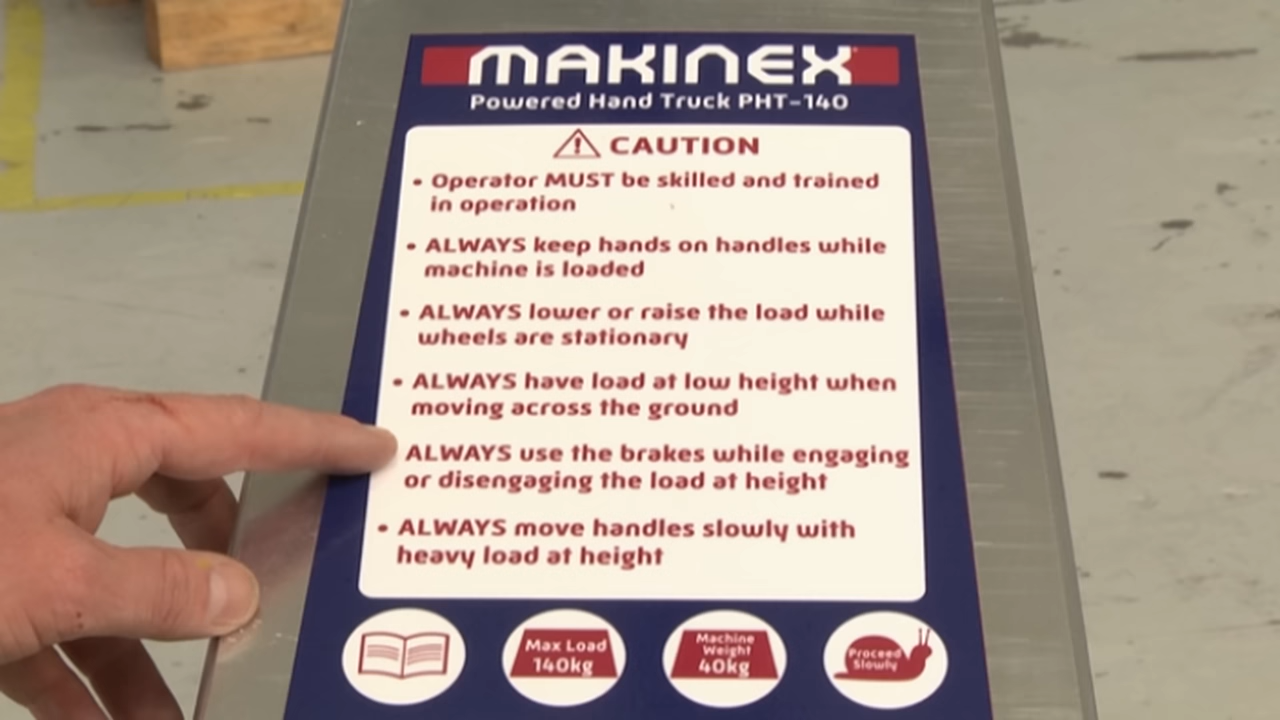 MAKINEX
Powered Hand Truck PHT-140
CAUTION
• Operator MUST be skilled and trained
in operation
• ALWAYS keep hands on handles while
machine is loaded
• ALWAYS lower or raise the load while
wheels are stationary
• ALWAYS have load at low height when
moving across the ground
ALWAYS use the brakes while engaging
or disengaging the load at height
• ALWAYS move handles slowly with
heavy load at height
Max Load
140kg
Machine
Weight
40kg
Proceed
Slowly